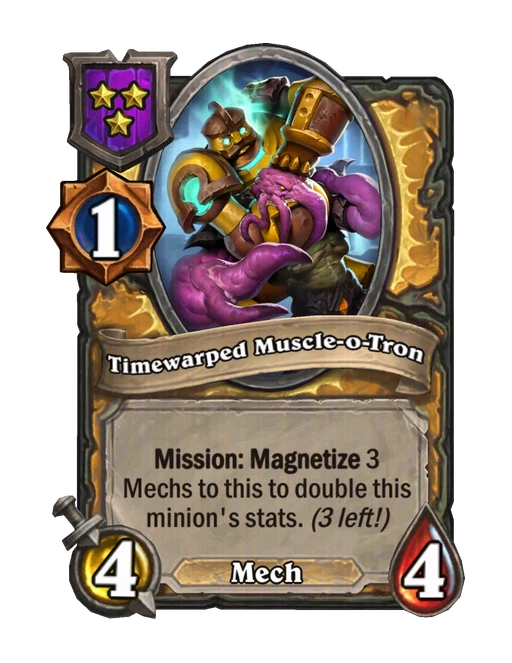 1
Timewarped Muscle-o-Tron
Mission: Magnetize 3
Mechs to this to double this
minion's stats. (3 left!)
4
Mech
4